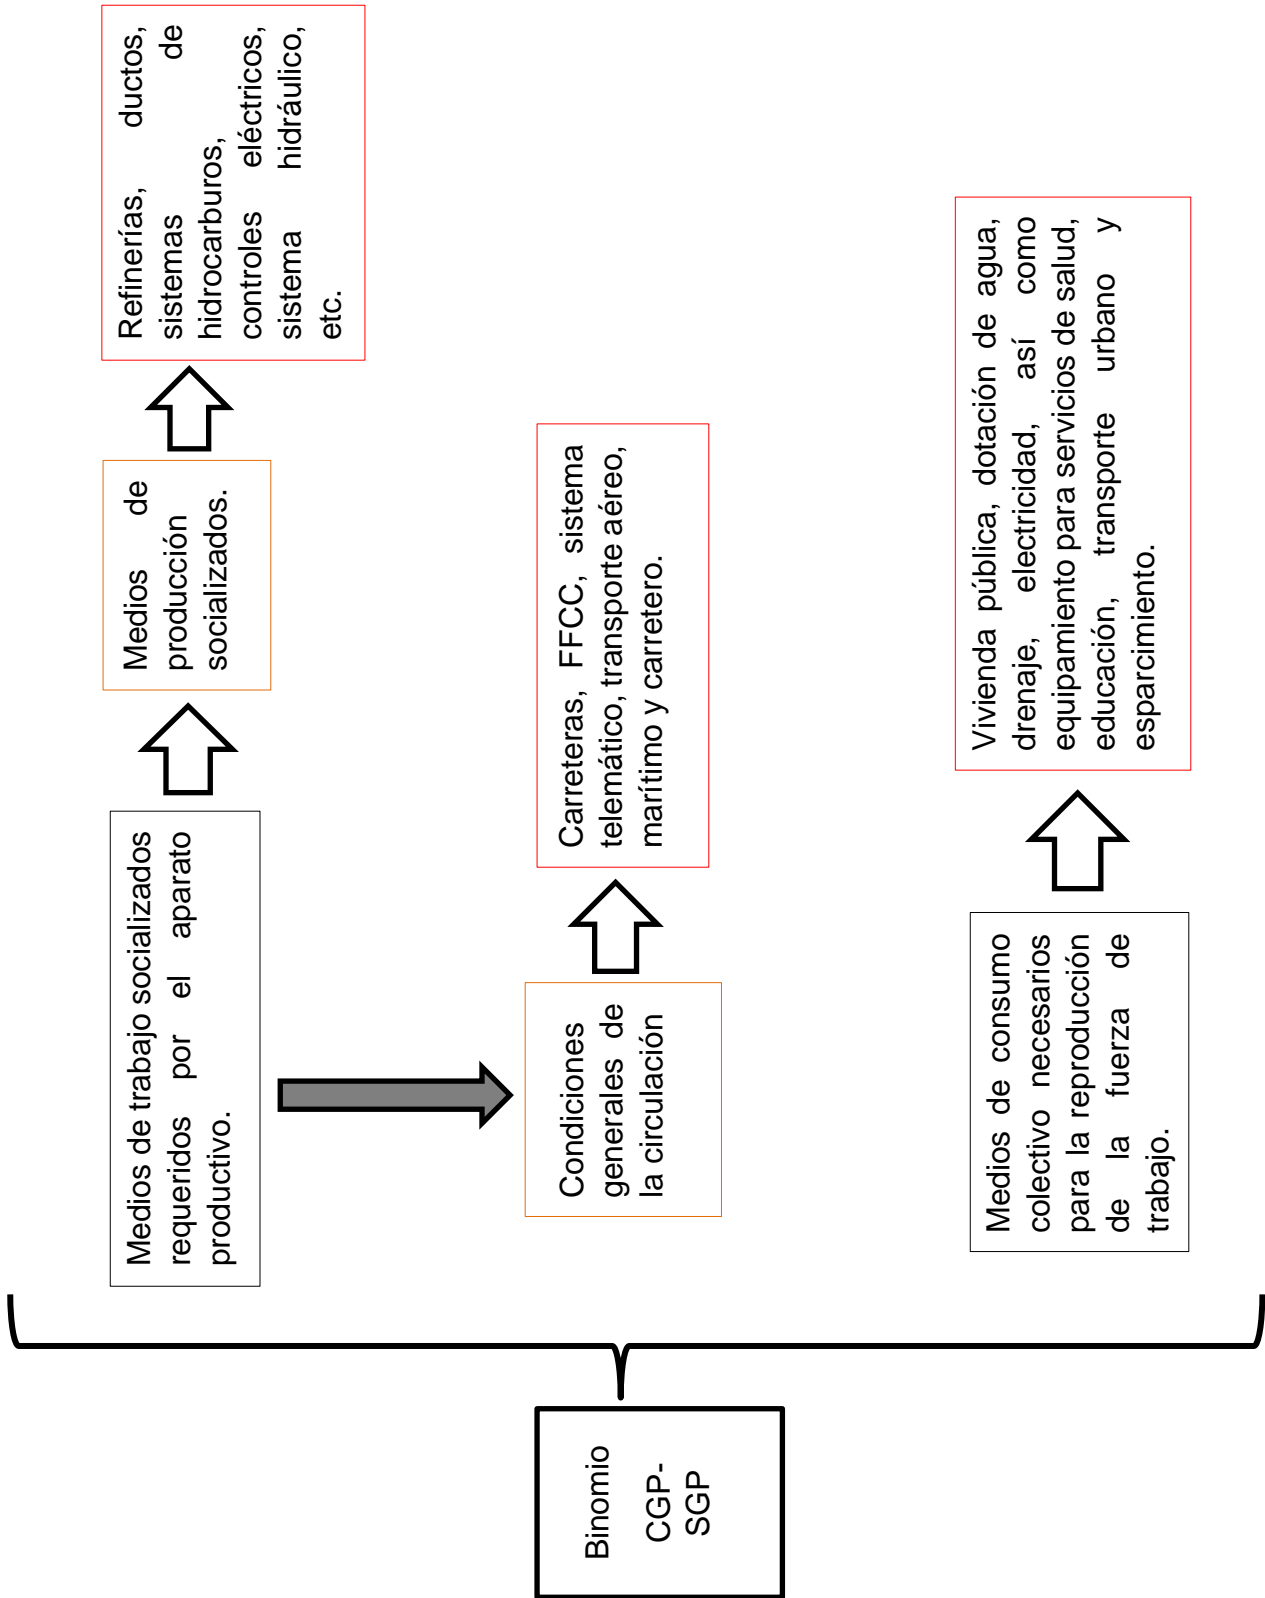 Binomio
CGP-
SGP
Medios de trabajo socializados
requeridos por el aparato
productivo.
Medios de
producción
socializados.
Refinerías, ductos,
sistemas de
hidrocarburos,
controles eléctricos,
sistema hidráulico,
etc.
Condiciones
generales de
la circulación
Carreteras, FFCC, sistema
telemático, transporte aéreo,
marítimo y carretero.
Medios de consumo
colectivo necesarios
para la reproducción
de la fuerza de
trabajo.
Vivienda pública, dotación de agua,
drenaje, electricidad, así como
equipamiento para servicios de salud,
educación, transporte urbano y
esparcimiento.